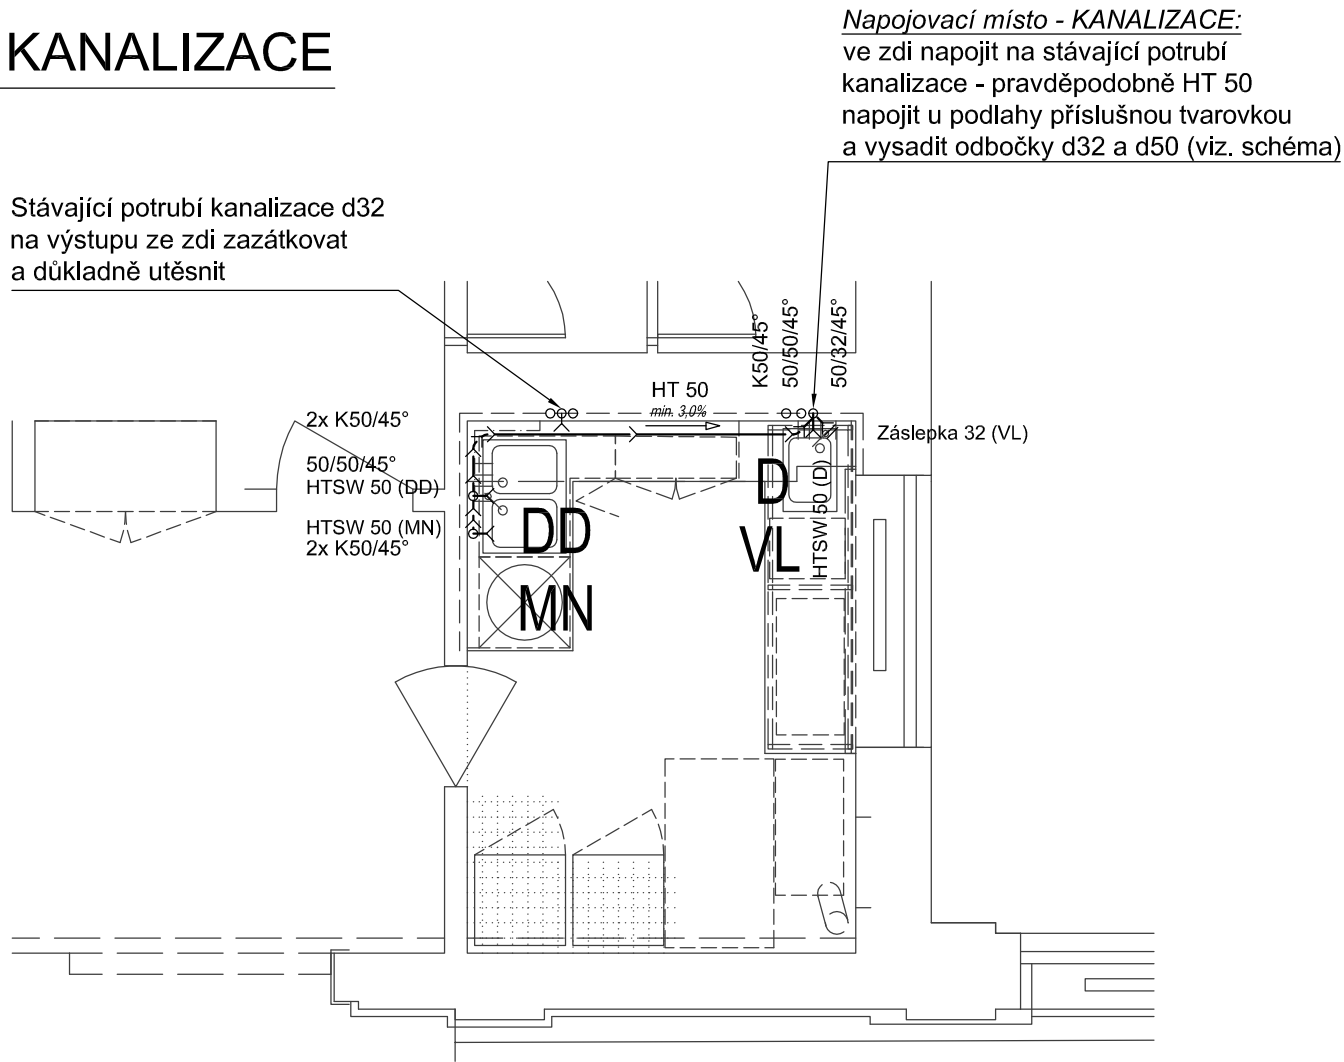 KANALIZACE
Napojovací místo - KANALIZACE:
ve zdi napojit na stávající potrubí
kanalizace - pravděpodobně HT 50
napojit u podlahy příslušnou tvarovkou
a vysadit odbočky d32 a d50 (viz. schéma)
Stávající potrubí kanalizace d32
na výstupu ze zdi zazátkovat
a důkladně utěsnit
K50/45°
50/50/45°
50/32/45°
HT 50
min. 3,0%
2x K50/45°
Záslepka 32 (VL)
50/50/45°
HTSW 50 (DD)
HTSW 50 (MN)
2x K50/45°
D
HTSW 50 (D)
DD
VL
MN